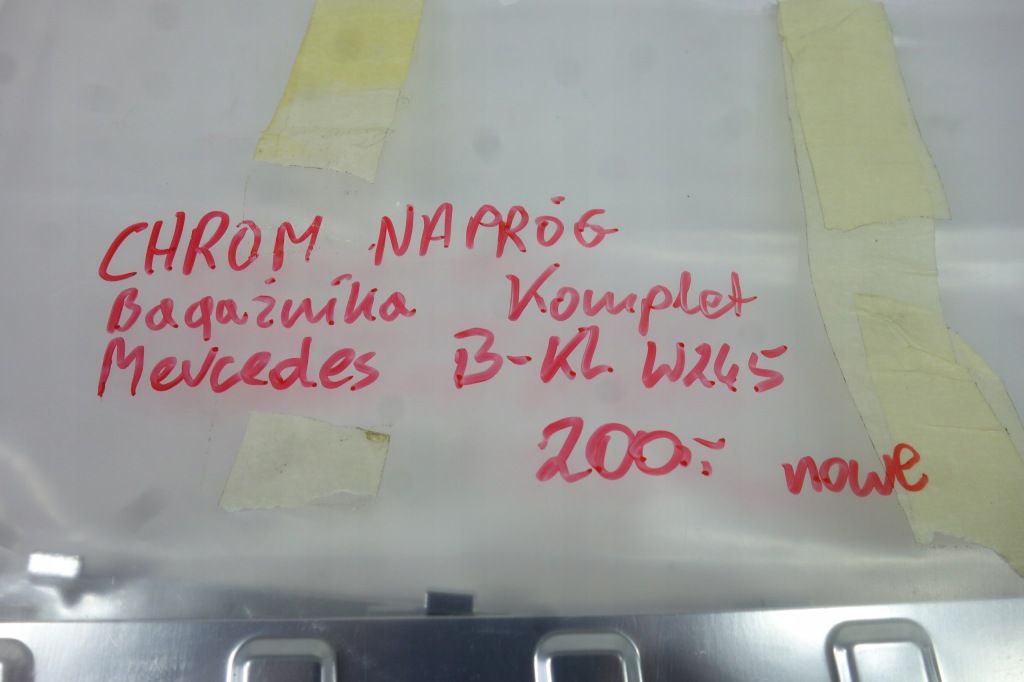 CHROM NAPRÓG
Bagażnika Komplet
Mercedes B-KL W245
200:- nowe